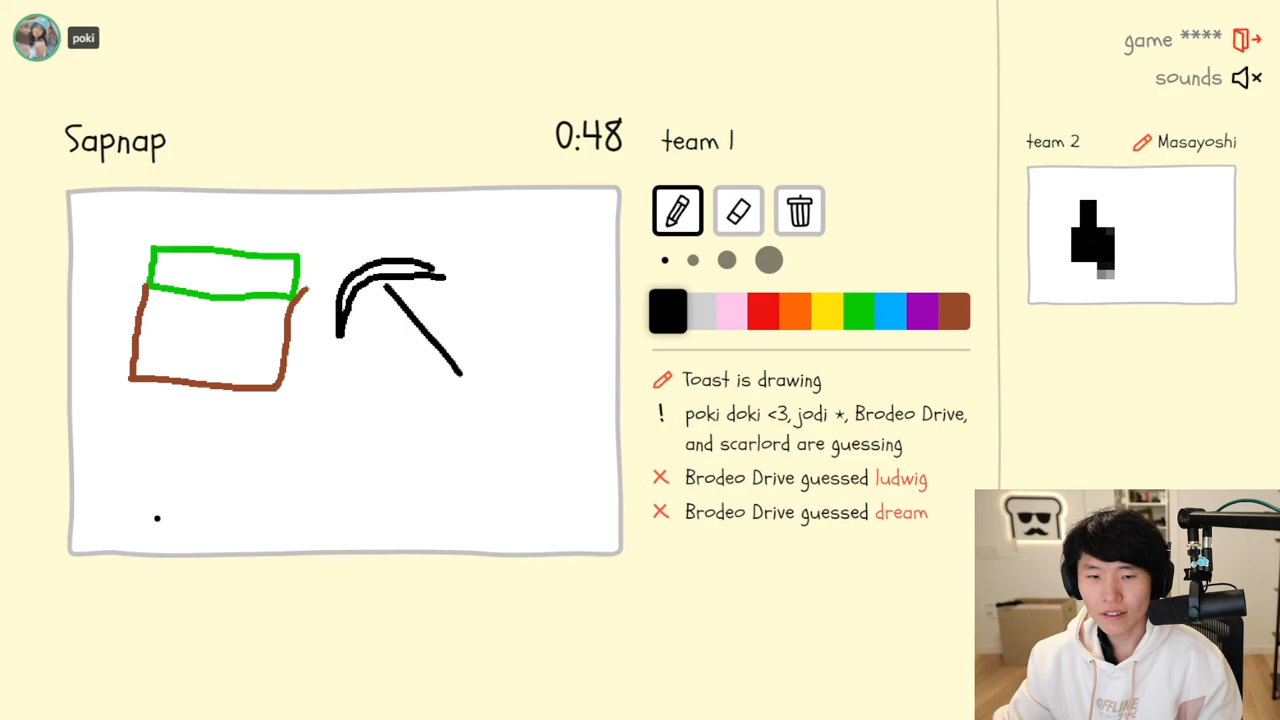 poki
game ****
sounds
Sapnap
0:48
team 1
team 2
Masayoshi
Toast is drawing
! poki doki <3, jodi ★, Brodeo Drive,
and scarlord are guessing
Brodeo Drive guessed ludwig
Brodeo Drive guessed dream
OFFLINE